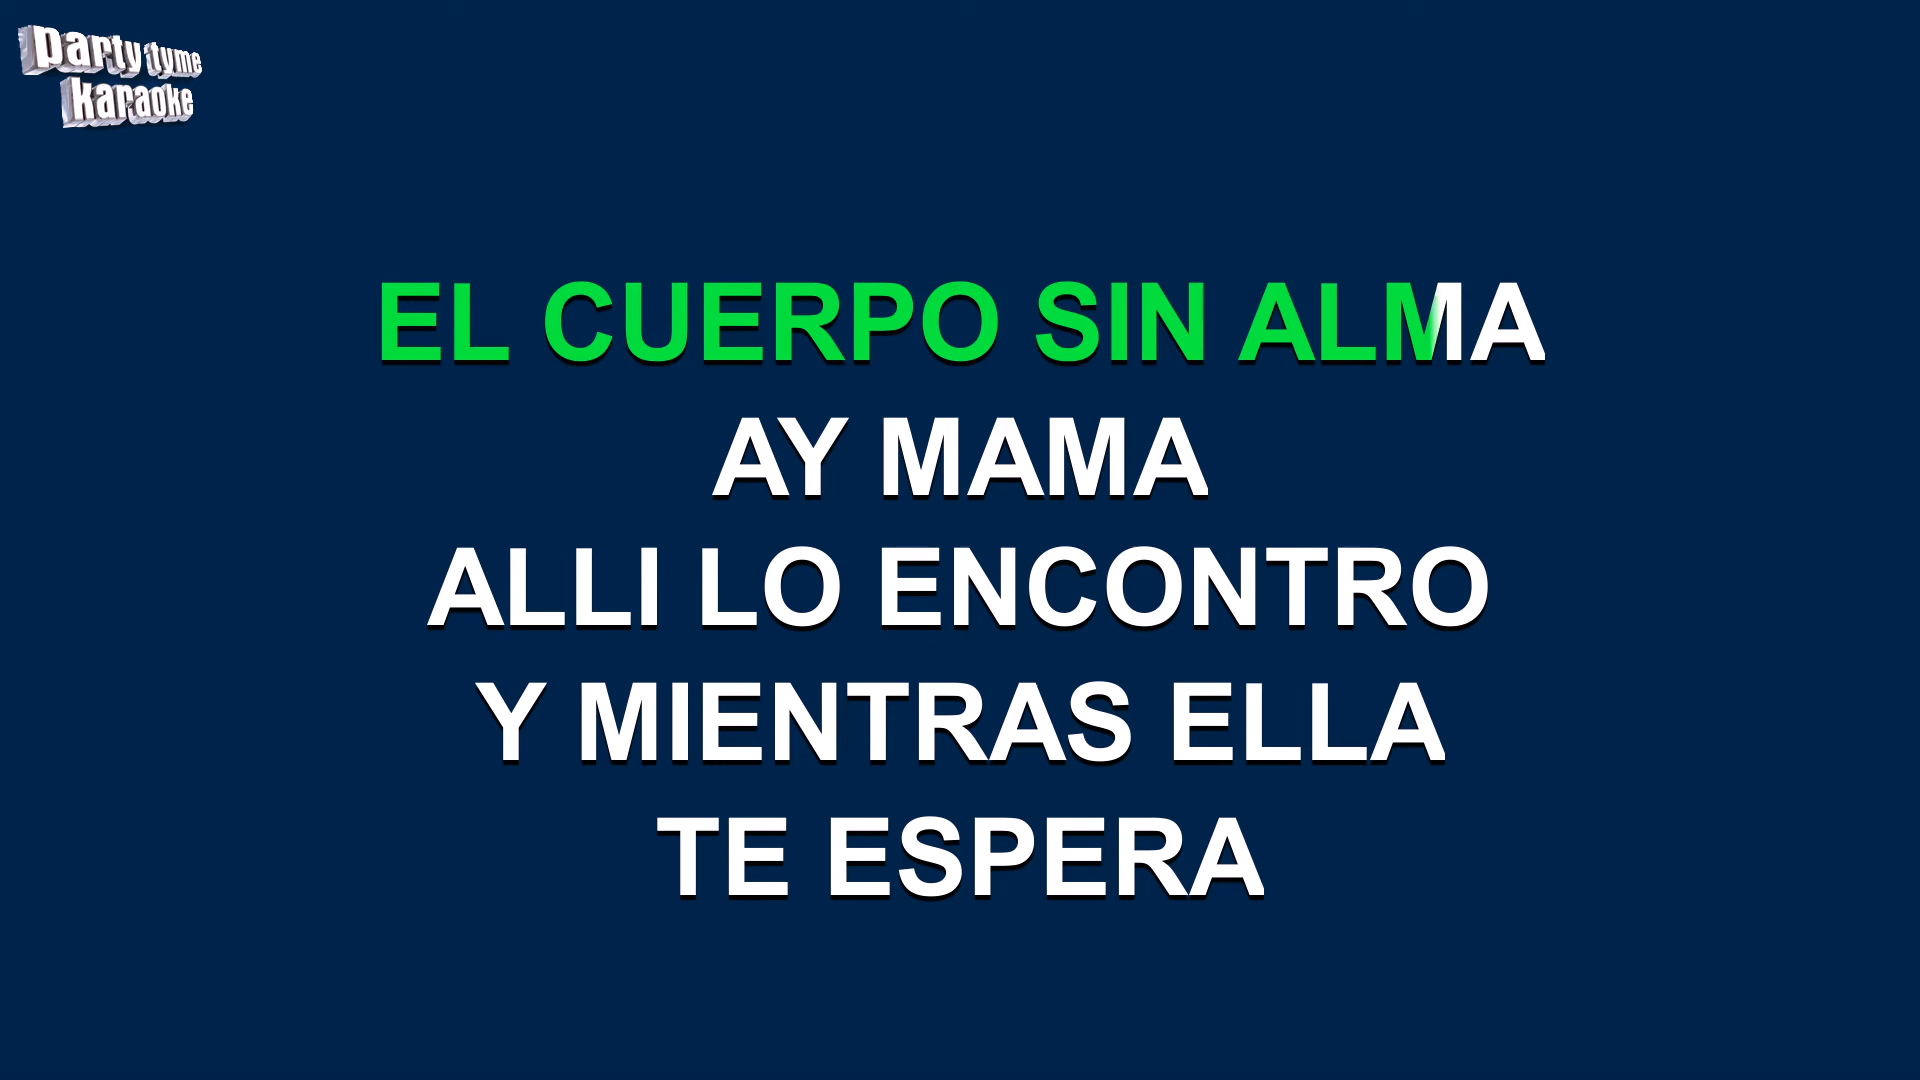 party tyme
karaoke
EL CUERPO SIN ALMA
AY MAMA
ALLI LO ENCONTRO
Y MIENTRAS ELLA
TE ESPERA